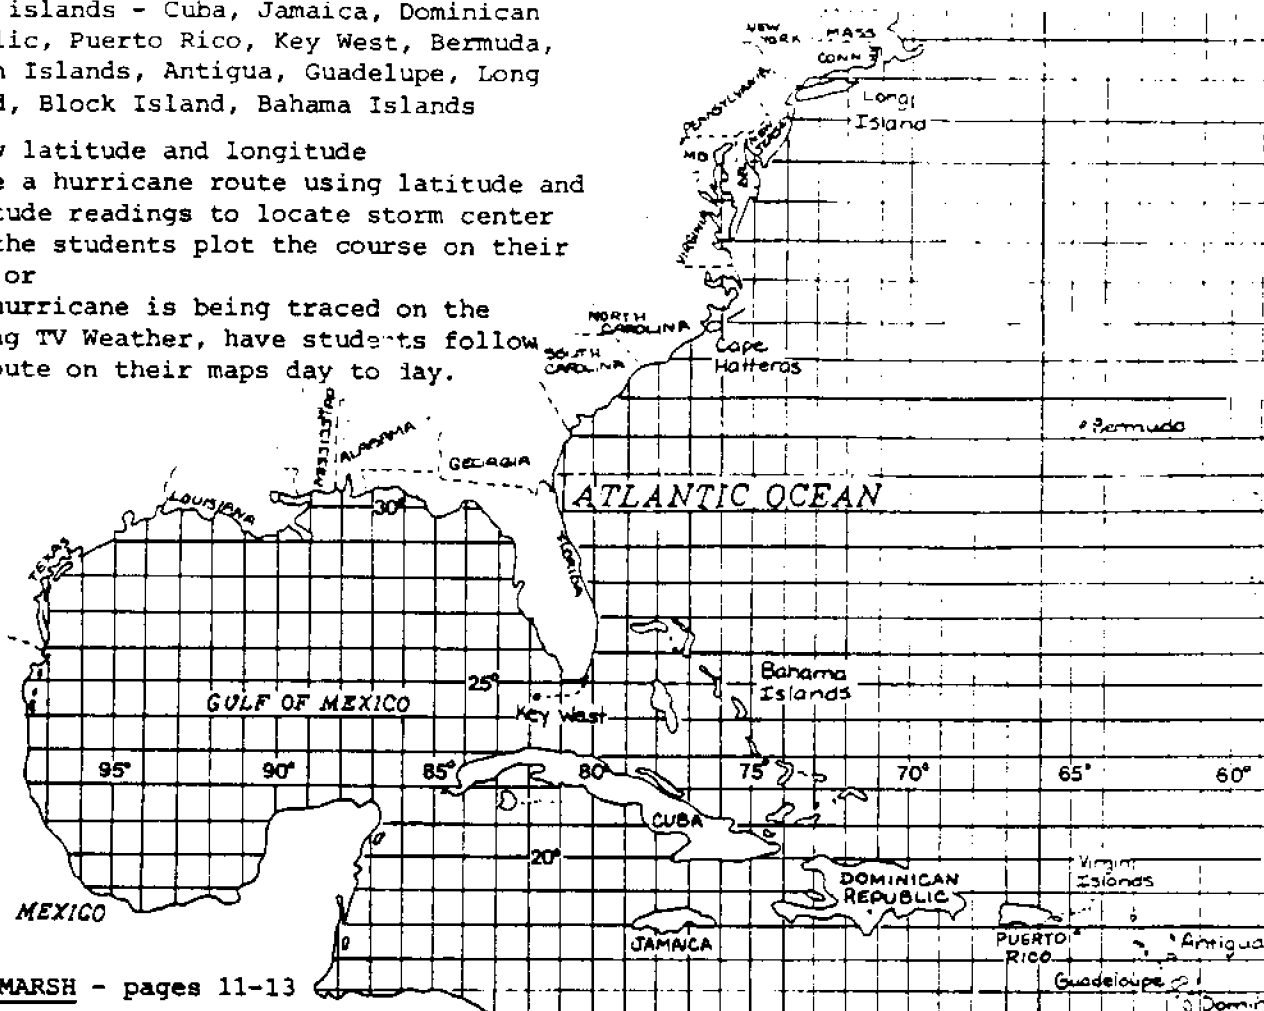 islands - Cuba, Jamaica, Dominican
lic, Puerto Rico, Key West, Bermuda,
n Islands, Antigua, Guadelupe, Long
d, Block Island, Bahama Islands
y latitude and longitude
e a hurricane route using latitude and
tude readings to locate storm center
the students plot the course on their
or
hurricane is being traced on the
ng TV Weather, have students follow
oute on their maps day to day.
NEW YORK
MASS
CONN
PENNSYLVANIA
Long Island
NEW JERSEY
MD
DEL
VIRGINIA
NORTH CAROLINA
SOUTH CAROLINA
Cape Hatteras
Bermuda
MISSISSIPPI
ALABAMA
GEORGIA
ATLANTIC OCEAN
LOUISIANA
30°
TEXAS
FLORIDA
Bahama Islands
25°
GULF OF MEXICO
Key West
95°
90°
85°
80°
75°
70°
65°
60°
CUBA
20°
DOMINICAN REPUBLIC
Virgin Islands
MEXICO
JAMAICA
PUERTO RICO
Antigua
Guadeloupe
Domin
MARSH - pages 11-13